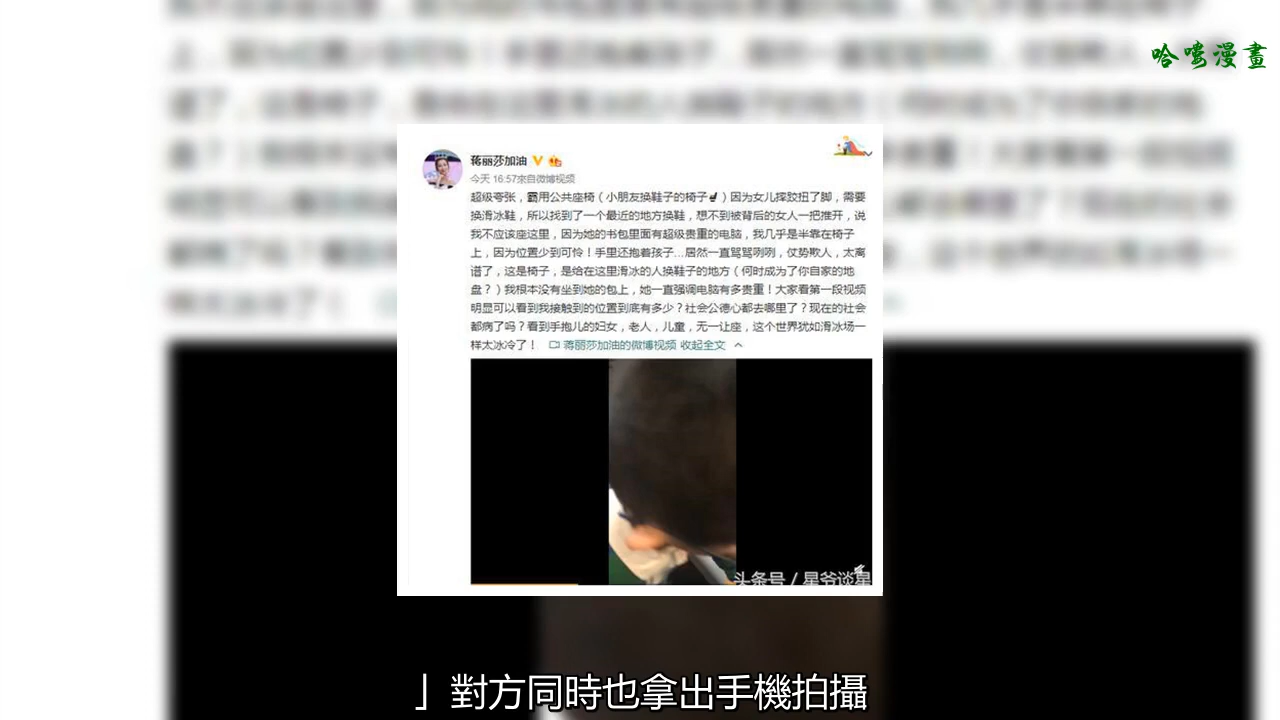 哈嘍漫畫
蒋丽莎加油
今天 16:57来自微博视频
超级夸张，霸用公共座椅（小朋友换鞋子的椅子）因为女儿摔跤扭了脚，需要
换滑冰鞋，所以找到了一个最近的地方换鞋，想不到被背后的女人一把推开，说
我不应该座这里，因为她的书包里面有超级贵重的电脑，我几乎是半靠在椅子
上，因为位置少到可怜！手里还抱着孩子...居然一直骂骂咧咧，仗势欺人，太离
谱了，这是椅子，是给在这里滑冰的人换鞋子的地方（何时成为了你自家的地
盘？）我根本没有坐到她的包上，她一直强调电脑有多贵重！大家看第一段视频
明显可以看到我接触到的位置到底有多少？社会公德心都去哪里了？现在的社会
都病了吗？看到手抱儿的妇女，老人，儿童，无一让座，这个世界犹如滑冰场一
样太冰冷了！ 蒋丽莎加油的微博视频 收起全文
头条号 / 星爷谈星
」對方同時也拿出手機拍攝